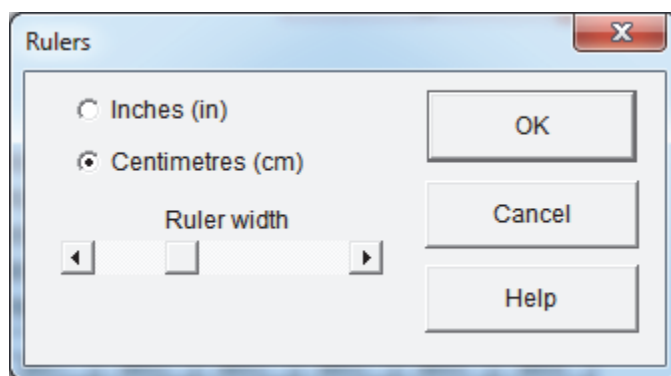 Rulers
Inches (in)
Centimetres (cm)
Ruler width
OK
Cancel
Help